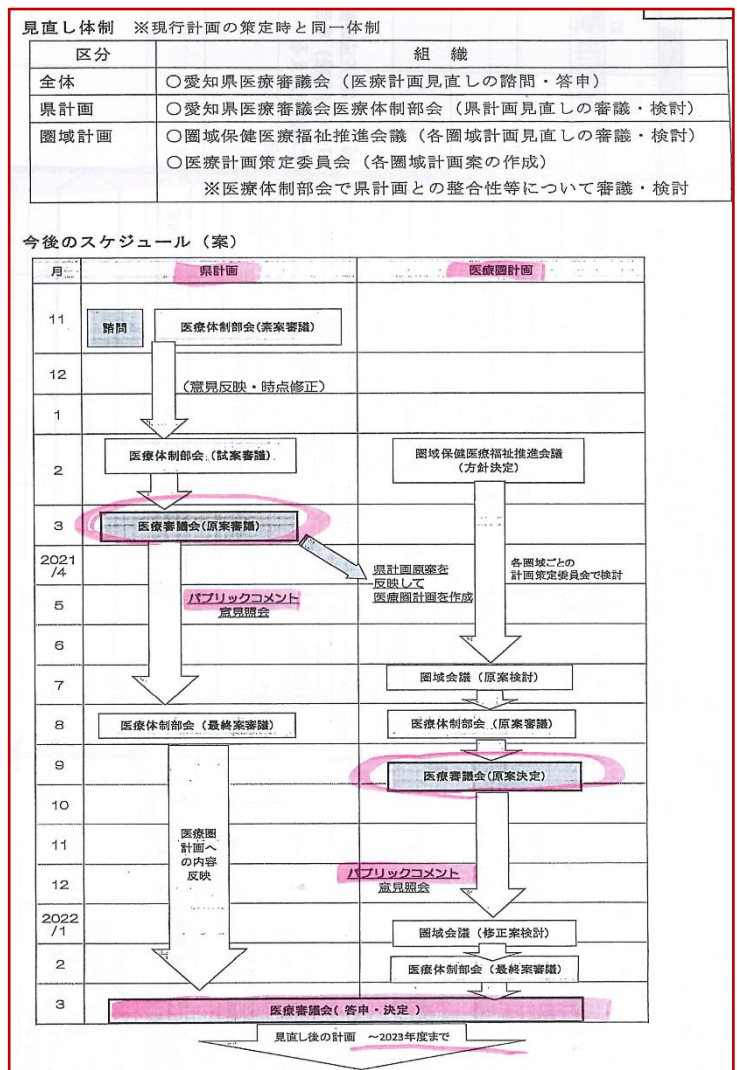 見直し体制 ※現行計画の策定時と同一体制
区分 組織
全体 ○愛知県医療審議会（医療計画見直しの諮問・答申）
県計画 ○愛知県医療審議会医療体制部会（県計画見直しの審議・検討）
圏域計画 ○圏域保健医療福祉推進会議（各圏域計画見直しの審議・検討）
○医療計画策定委員会（各圏域計画案の作成）
※医療体制部会で県計画との整合性等について審議・検討
今後のスケジュール（案）
月 県計画 医療圏計画
11 諮問 医療体制部会(素案審議)
12 （意見反映・時点修正）
1
2 医療体制部会（試案審議） 圏域保健医療福祉推進会議
（方針決定）
3 医療審議会(原案審議)
2021
/4 県計画原案を
反映して
医療圏計画を作成
各圏域ごとの
計画策定委員会で検討
5 パブリックコメント
意見照会
6
7 圏域会議（原案検討）
8 医療体制部会（最終案審議） 医療体制部会（原案審議）
9 医療審議会(原案決定)
10
11 医療圏
計画へ
の内容
反映
12 パブリックコメント
意見照会
2022
/1 圏域会議（修正案検討）
2 医療体制部会（最終案審議）
3 医療審議会(答申・決定)
見直し後の計画 ～2023年度まで